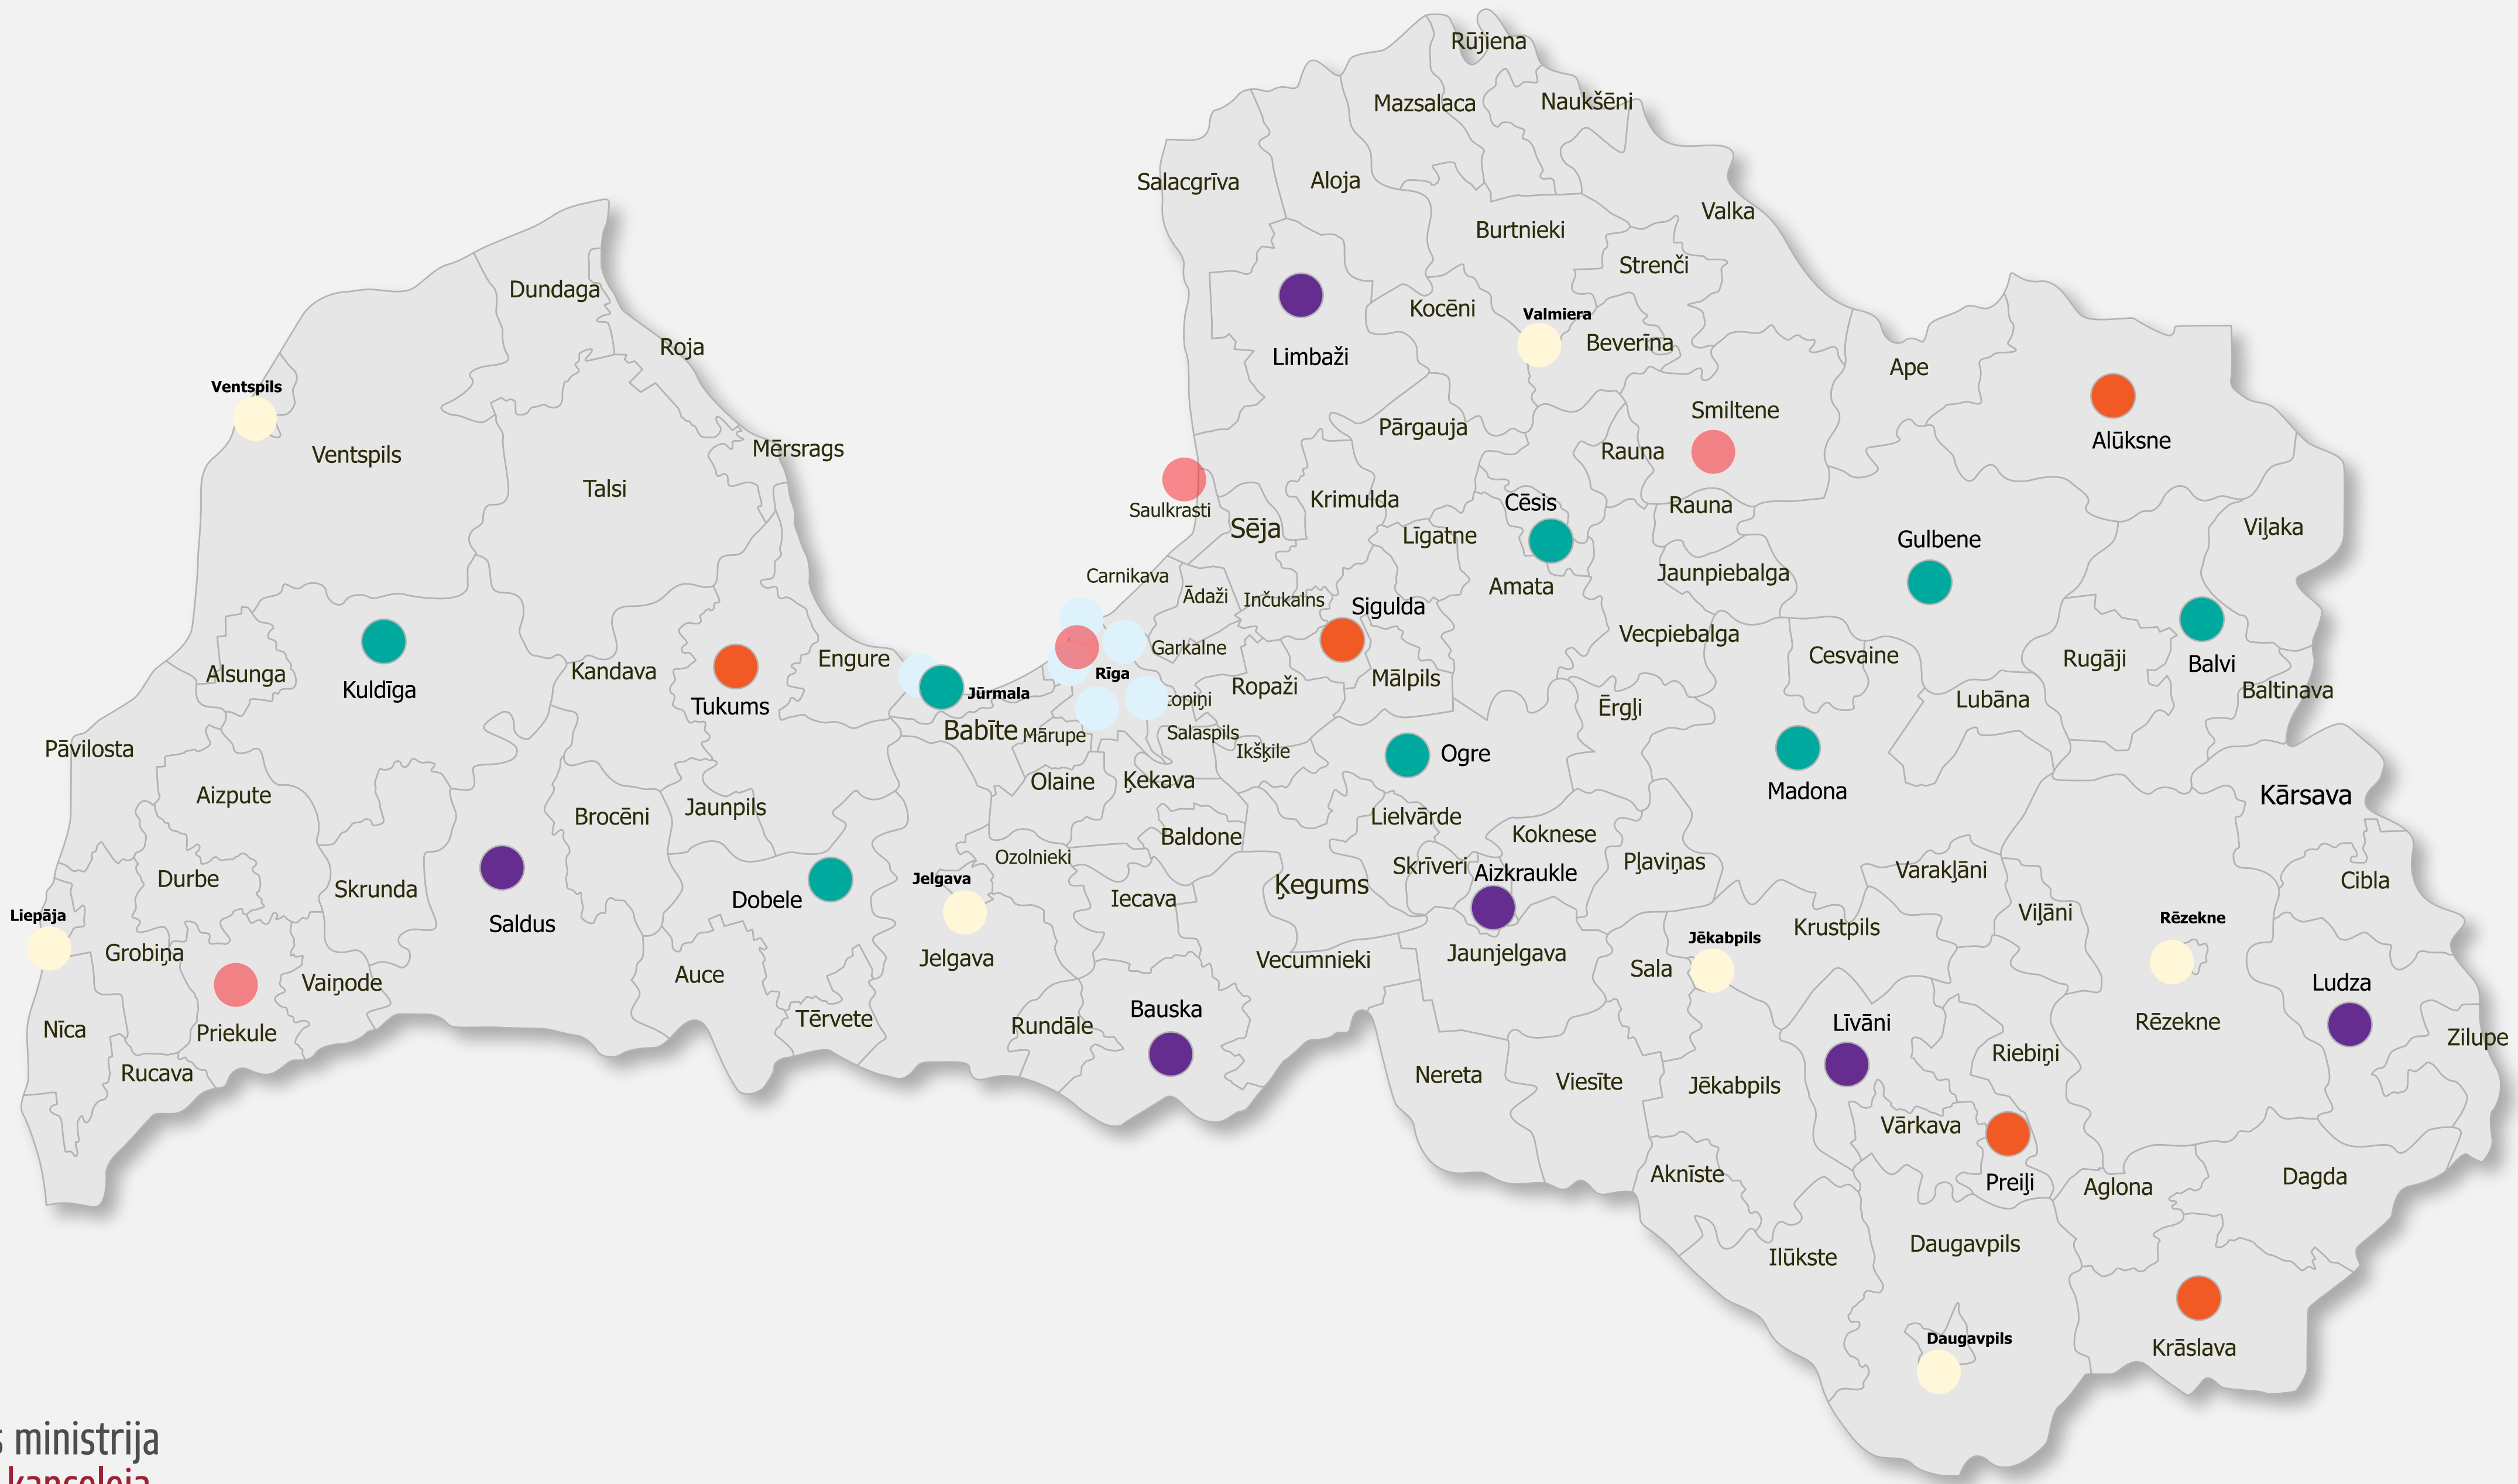 Rūjiena
Mazsalaca
Naukšēni
Salacgrīva
Aloja
Valka
Burtnieki
Strenči
Dundaga
Kocēni
Valmiera
Beverīna
Roja
Limbaži
Ape
Ventspils
Smiltene
Pārgauja
Alūksne
Mērsrags
Rauna
Ventspils
Talsi
Krimulda
Cēsis
Rauna
Saulkrasti
Sēja
Līgatne
Viļaka
Gulbene
Carnikava
Jaunpiebalga
Amata
Ādaži
Inčukalns
Sigulda
Vecpiebalga
Garkalne
Cesvaine
Engure
Rugāji
Balvi
Kandava
Alsunga
Rīga
Mālpils
Ropaži
Kuldīga
Baltinava
Jūrmala
topiņi
Lubāna
Tukums
Ērgļi
Babīte
Mārupe
Salaspils
Pāvilosta
Ikšķile
Ogre
Olaine
Ķekava
Madona
Aizpute
Kārsava
Jaunpils
Brocēni
Lielvārde
Koknese
Baldone
Ozolnieki
Pļaviņas
Skrīveri
Varakļāni
Aizkraukle
Durbe
Jelgava
Cibla
Ķegums
Skrunda
Iecava
Dobele
Viļāni
Liepāja
Rēzekne
Saldus
Krustpils
Jēkabpils
Grobiņa
Jaunjelgava
Jelgava
Vecumnieki
Sala
Auce
Vaiņode
Ludza
Bauska
Tērvete
Rēzekne
Līvāni
Rundāle
Nīca
Priekule
Zilupe
Riebiņi
Rucava
Nereta
Viesīte
Jēkabpils
Vārkava
Aknīste
Dagda
Preiļi
Aglona
Daugavpils
Ilūkste
Daugavpils
Krāslava
s ministrija
kanceleja